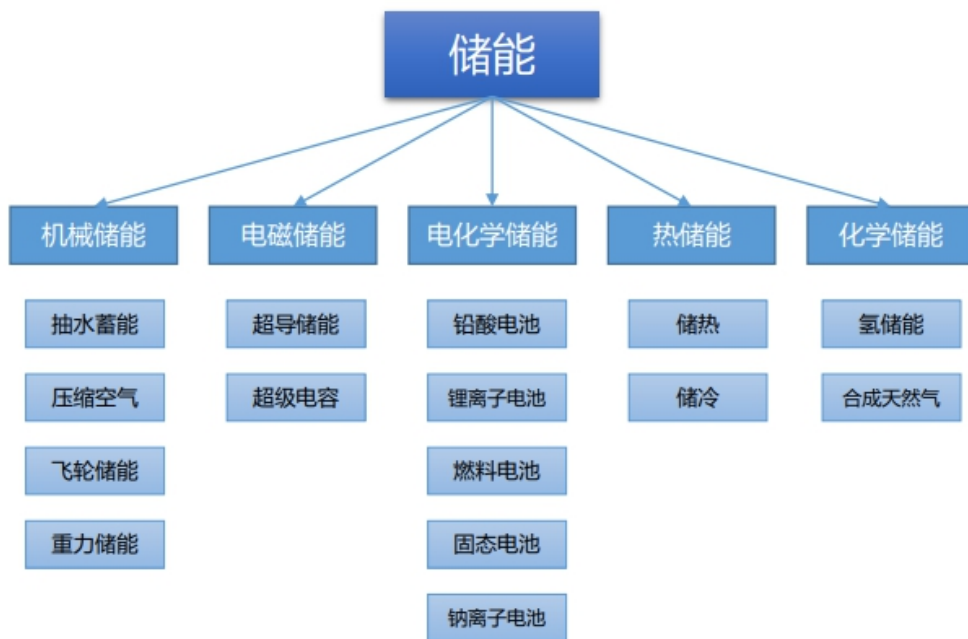 储能
机械储能
电磁储能
电化学储能
热储能
化学储能
抽水蓄能
超导储能
铅酸电池
储热
氢储能
压缩空气
超级电容
锂离子电池
储冷
合成天然气
飞轮储能
燃料电池
重力储能
固态电池
钠离子电池